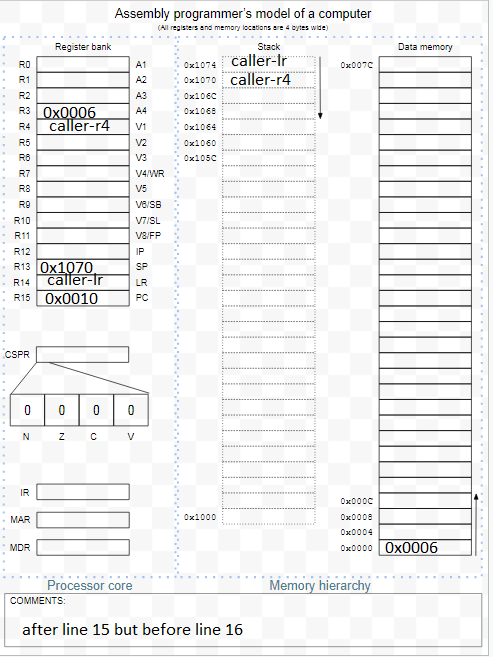 Assembly programmer's model of a computer
(All registers and memory locations are 4 bytes wide)
Register bank
Stack
Data memory
R0 A1 0x1074 caller-lr 0x007C
R1 A2 0x1070 caller-r4
R2 A3 0x106C
R3 0x0006 A4 0x1068
R4 caller-r4 V1 0x1064
R5 V2 0x1060
R6 V3 0x105C
R7 V4/WR
R8 V5
R9 V6/SB
R10 V7/SL
R11 V8/FP
R12 IP
R13 0x1070 SP
R14 caller-lr LR
R15 0x0010 PC
CSPR
0 0 0 0
N Z C V
IR
0x000C
MAR 0x1000 0x0008
0x0004
MDR 0x0000 0x0006
Processor core
Memory hierarchy
COMMENTS:
after line 15 but before line 16